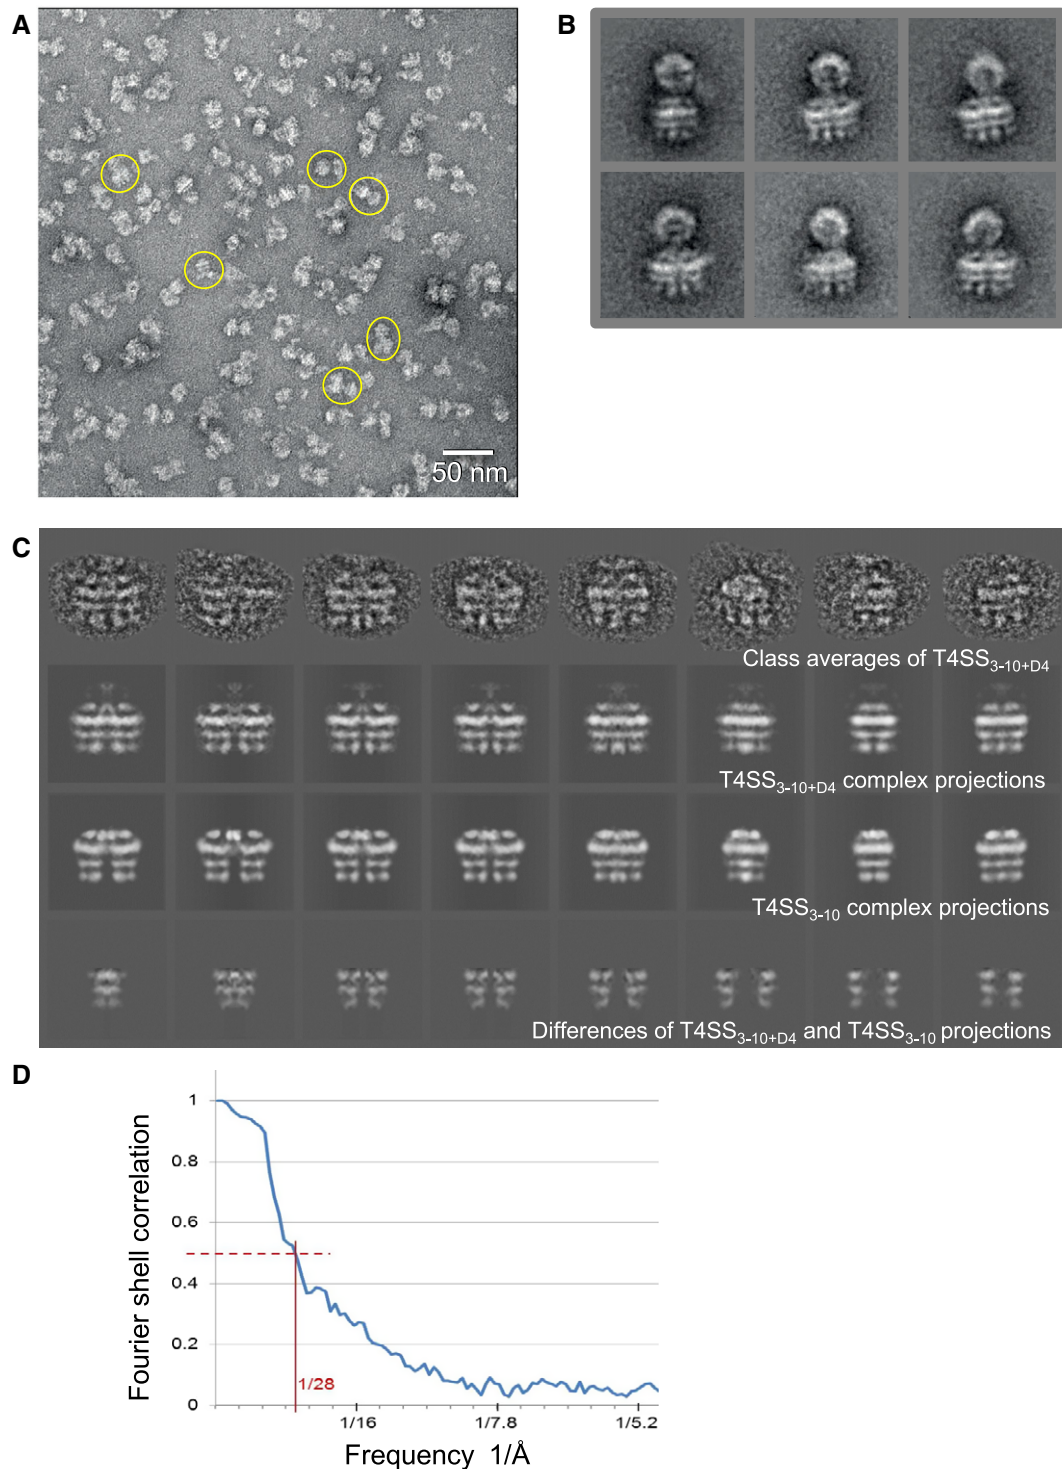 A
B
50 nm
C
Class averages of T4SS3-10+D4
T4SS3-10+D4 complex projections
T4SS3-10 complex projections
Differences of T4SS3-10+D4 and T4SS3-10 projections
D
Fourier shell correlation
1
0.8
0.6
0.4
0.2
0
1/28
1/16
1/7.8
1/5.2
Frequency 1/Å